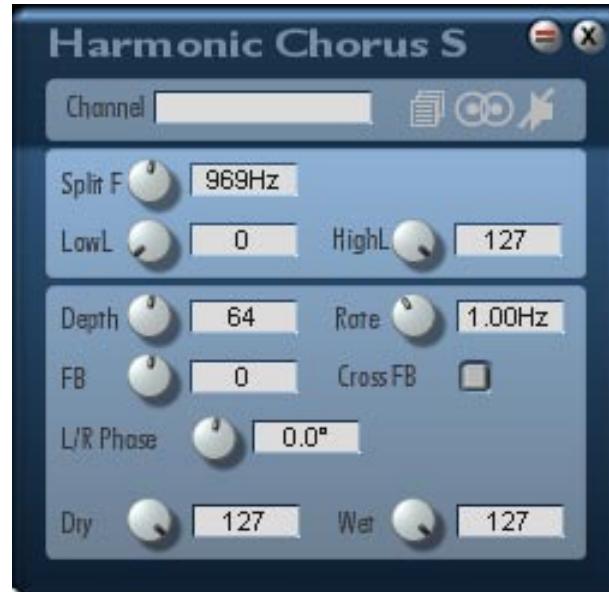 Harmonic Chorus S
Channel
Split F 969Hz
LowL 0 HighL 127
Depth 64 Rate 1.00Hz
FB 0 Cross FB
L/R Phase 0.0°
Dry 127 Wet 127